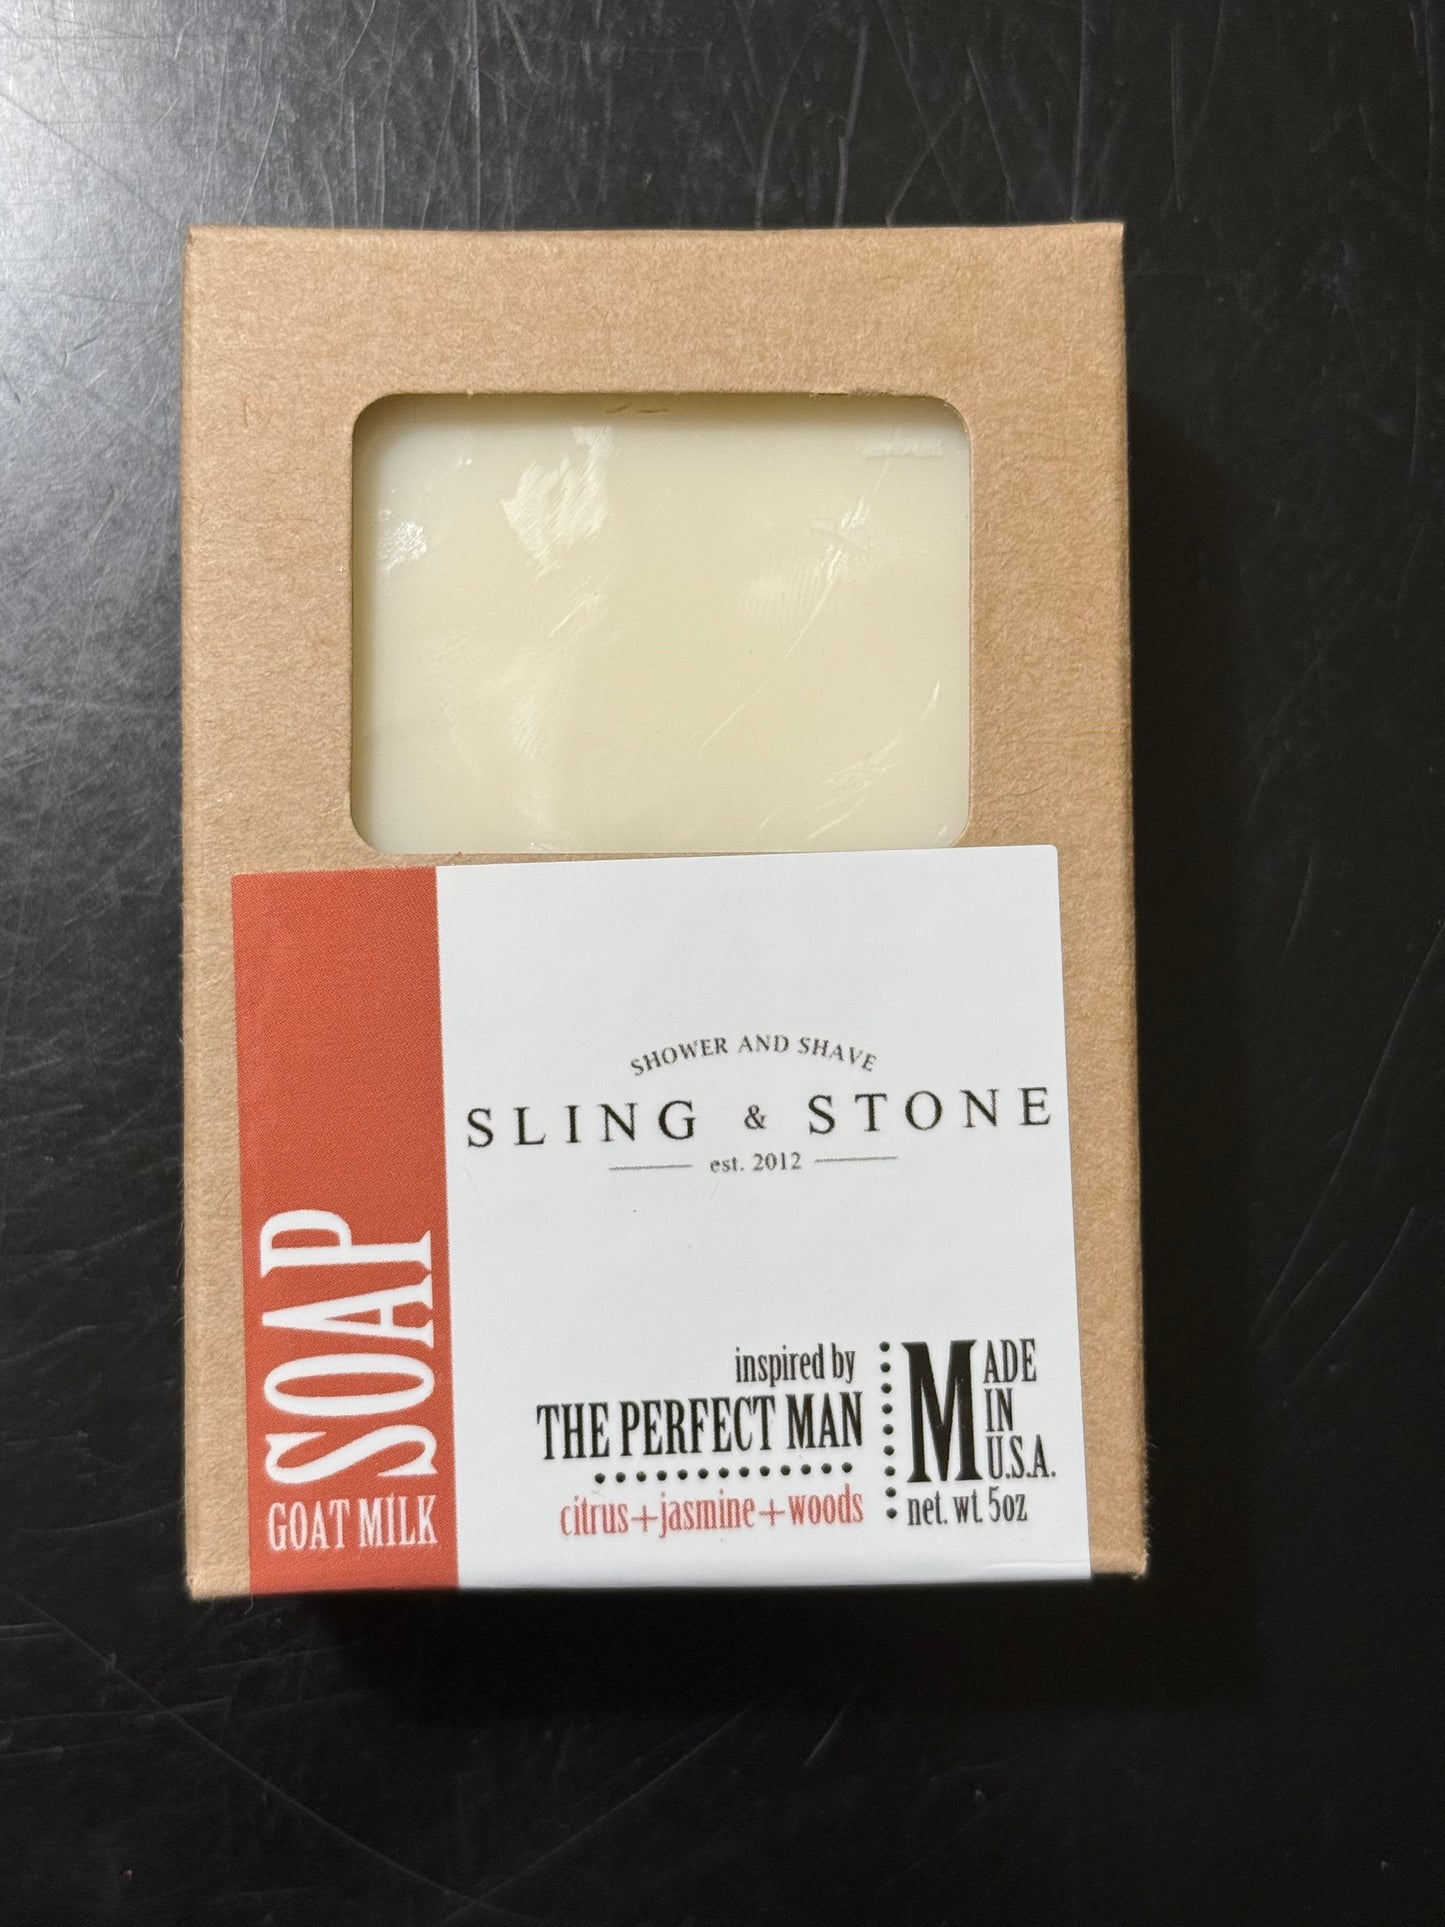 SHOWER AND SHAVE
SLING & STONE
est. 2012
SOAP
GOAT MILK
inspired by
THE PERFECT MAN
citrus+jasmine+woods
MADE
IN
U.S.A.
net. wt. 5oz